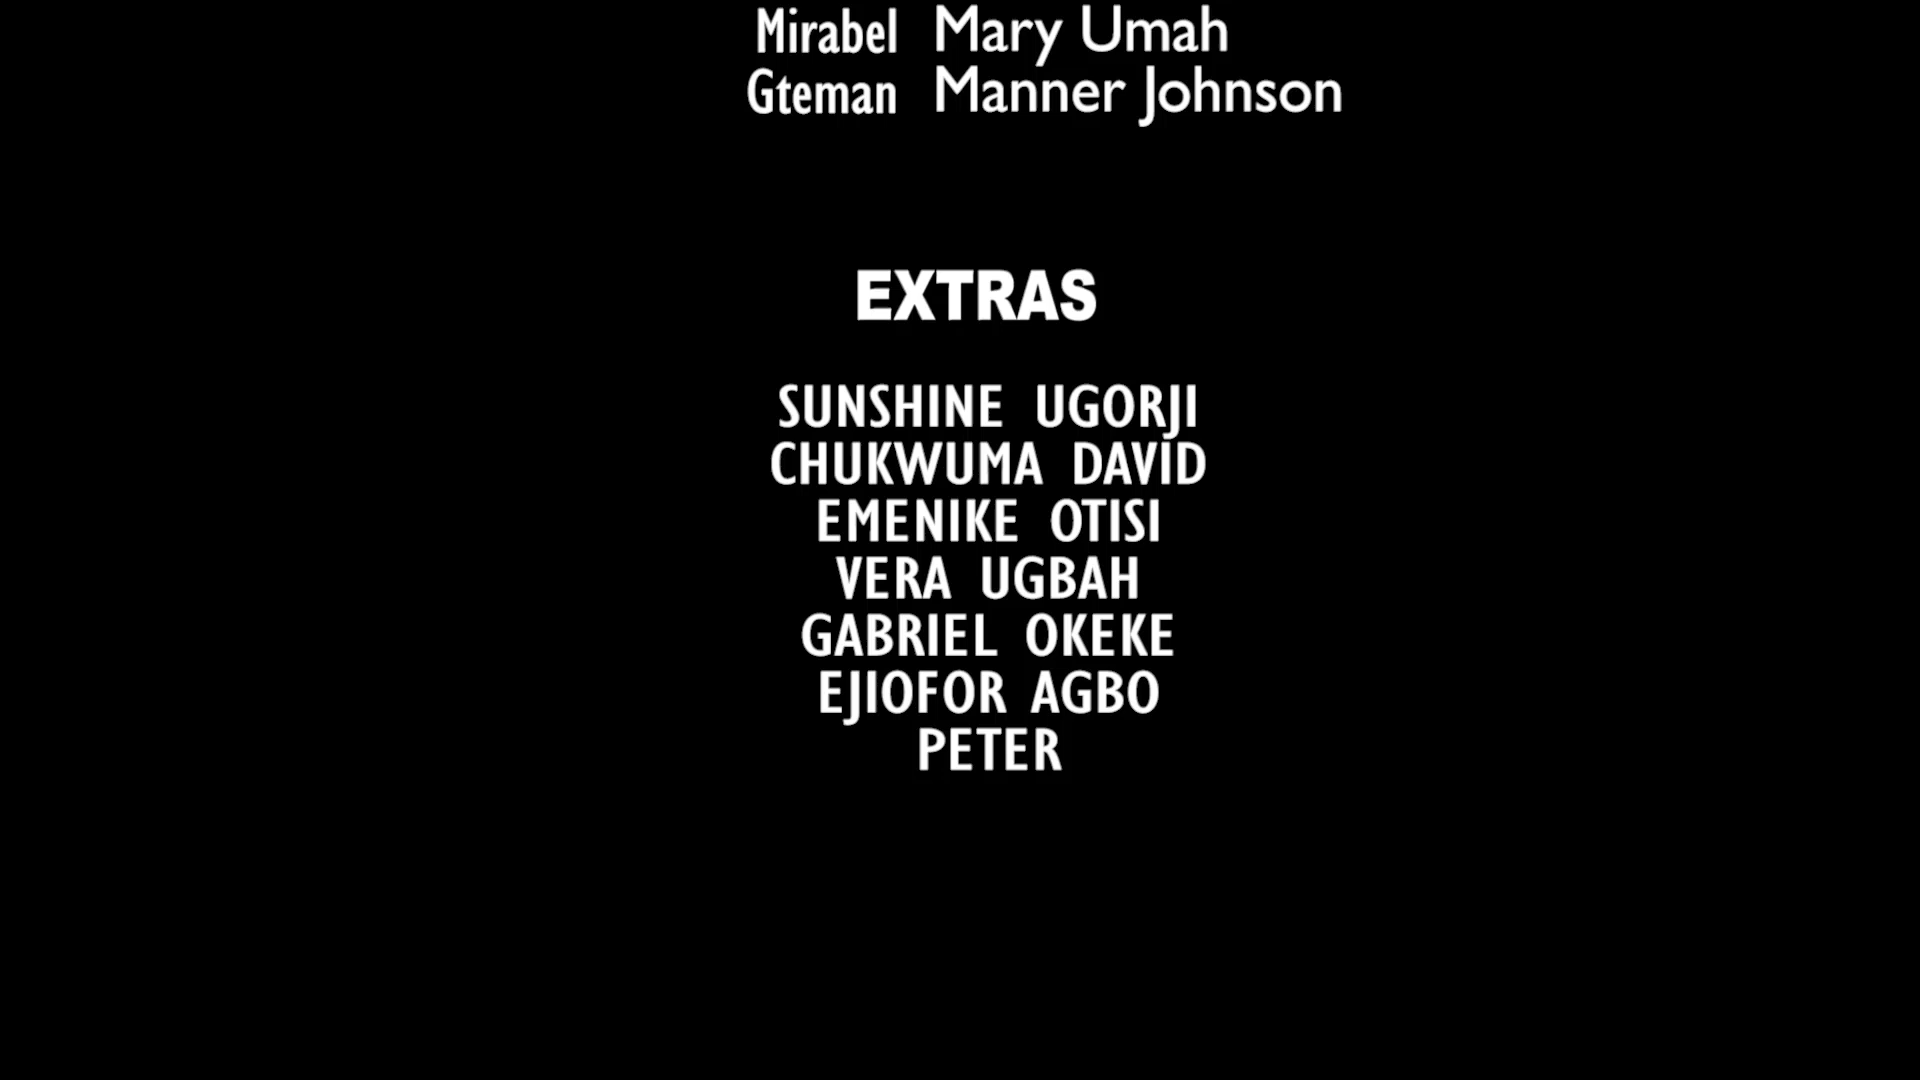 Mirabel Mary Umah
Gteman Manner Johnson
EXTRAS
SUNSHINE UGORJI
CHUKWUMA DAVID
EMENIKE OTISI
VERA UGBAH
GABRIEL OKEKE
EJIOFOR AGBO
PETER